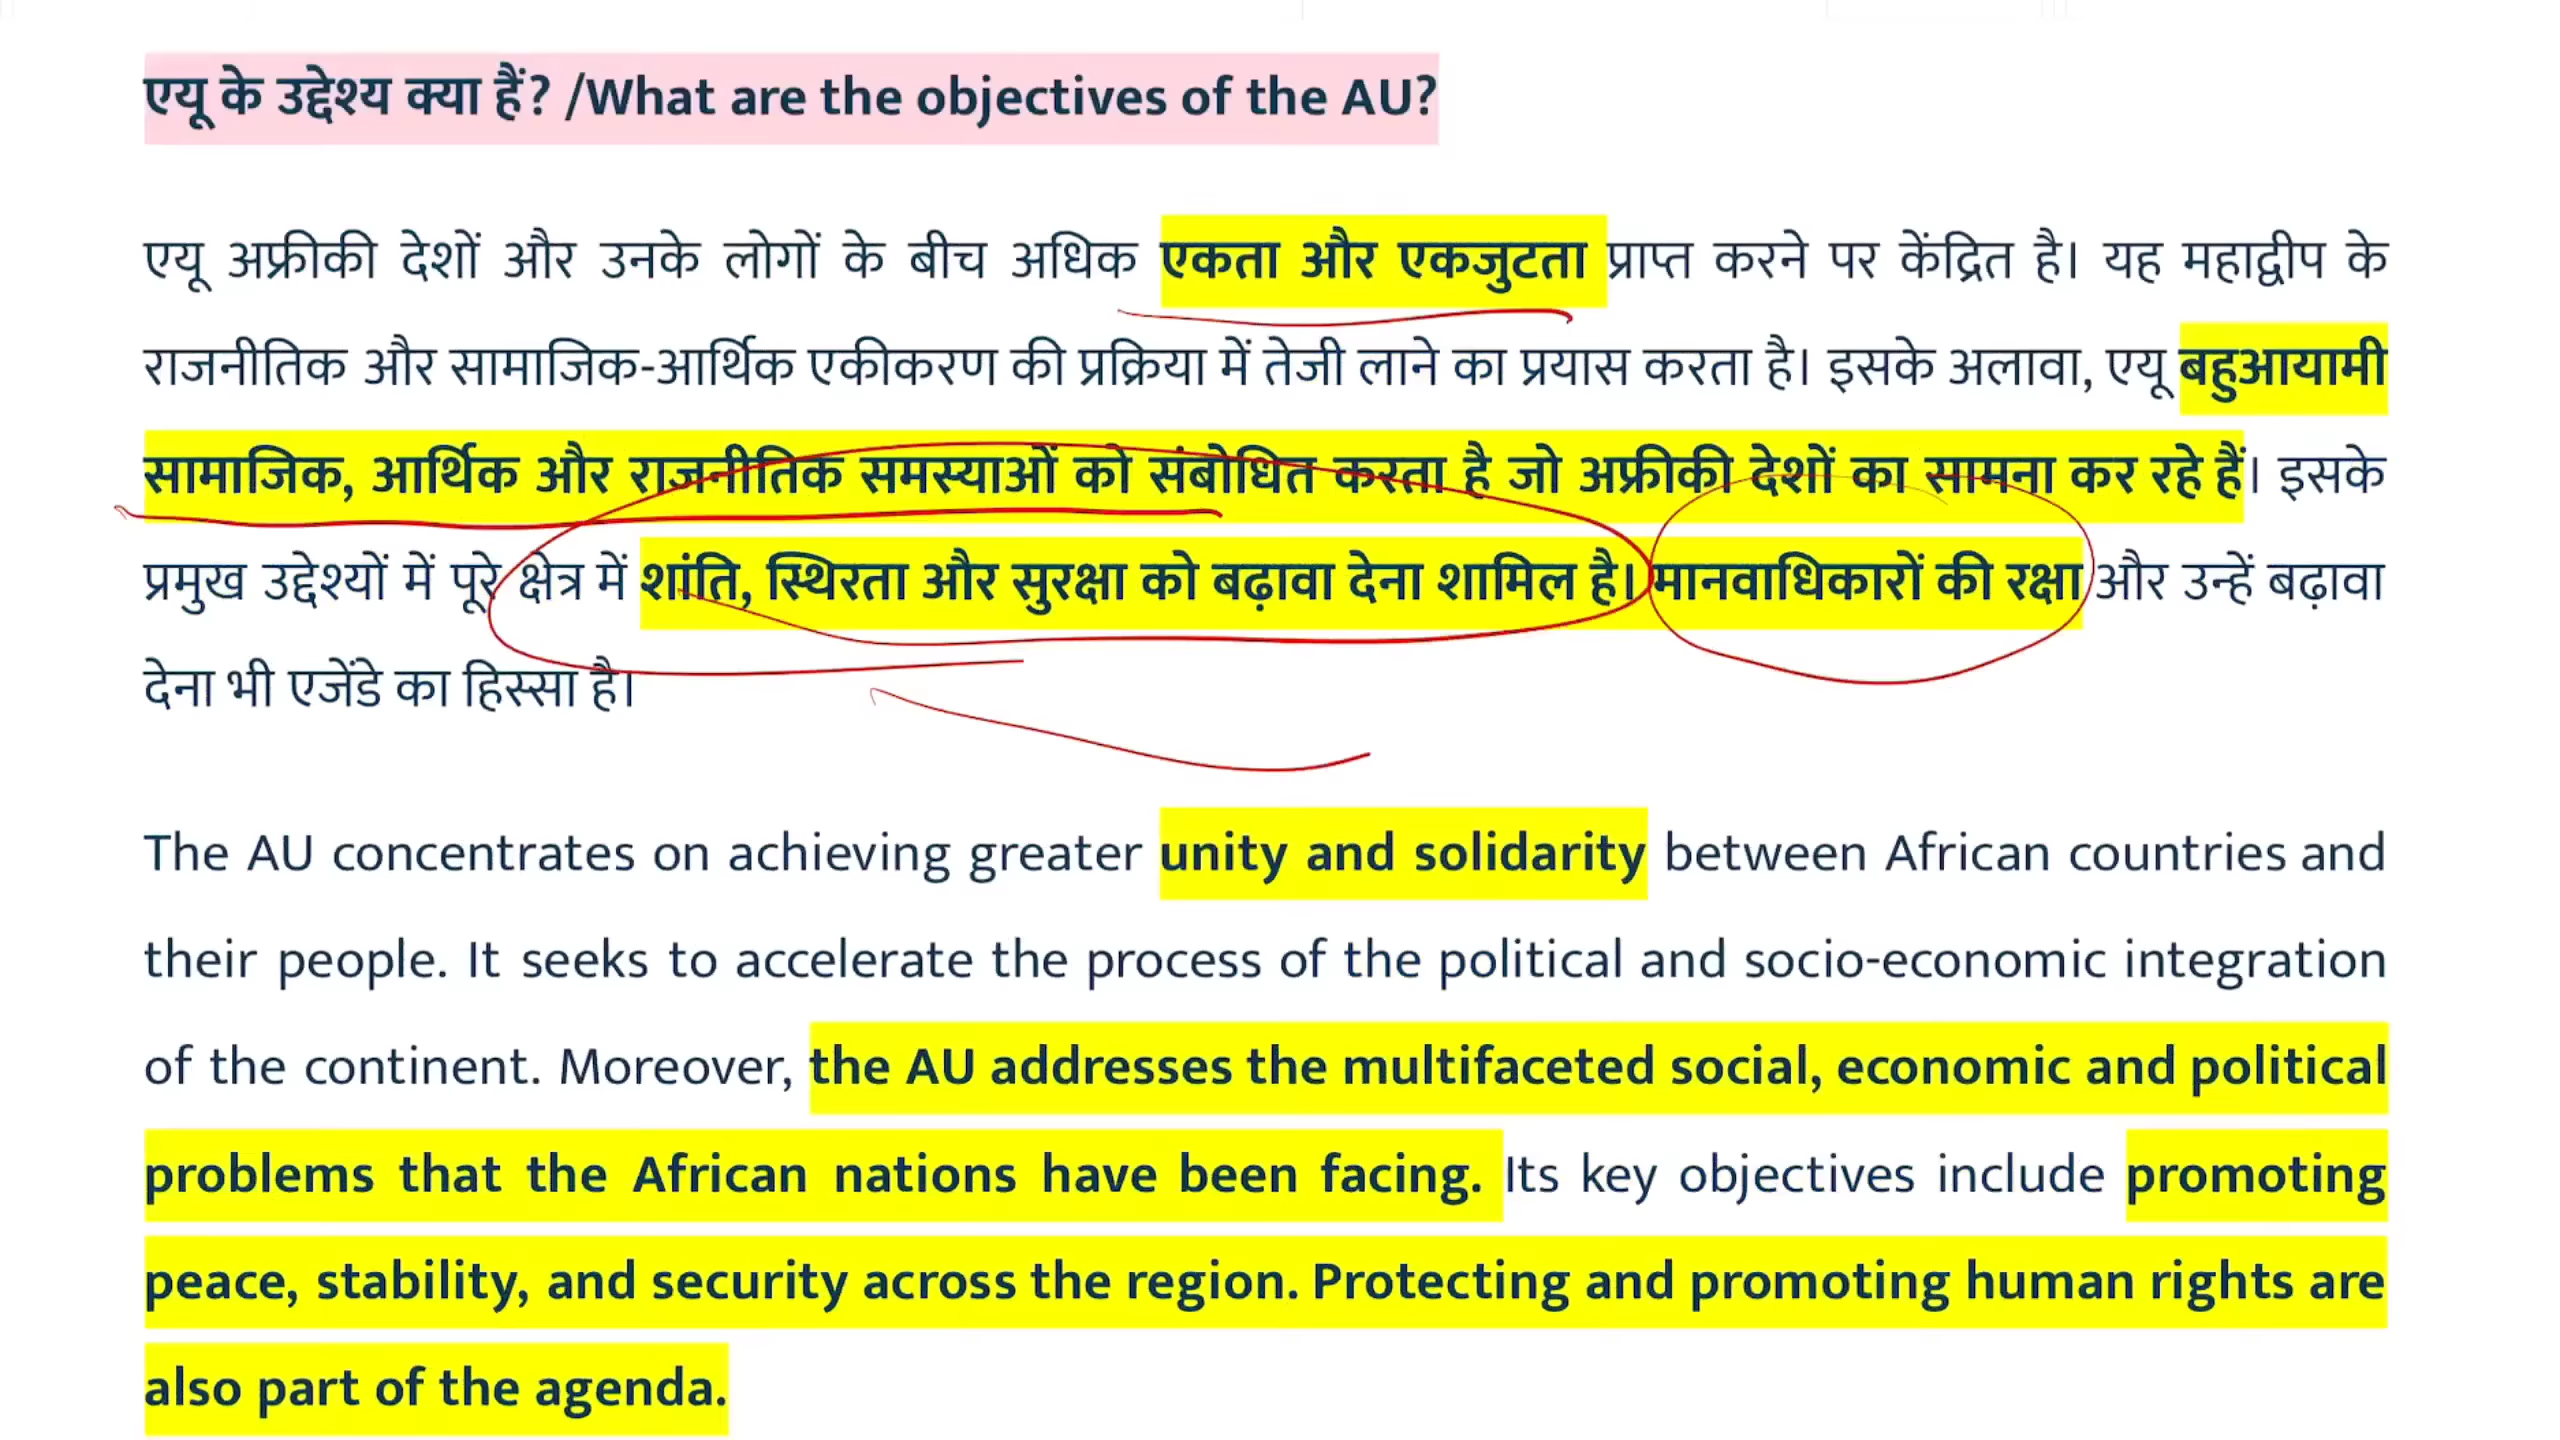 एयू के उद्देश्य क्या हैं? /What are the objectives of the AU?
एयू अफ्रीकी देशों और उनके लोगों के बीच अधिक एकता और एकजुटता प्राप्त करने पर केंद्रित है। यह महाद्वीप के
राजनीतिक और सामाजिक-आर्थिक एकीकरण की प्रक्रिया में तेजी लाने का प्रयास करता है। इसके अलावा, एयू बहुआयामी
सामाजिक, आर्थिक और राजनीतिक समस्याओं को संबोधित करता है जो अफ्रीकी देशों का सामना कर रहे हैं। इसके
प्रमुख उद्देश्यों में पूरे क्षेत्र में शांति, स्थिरता और सुरक्षा को बढ़ावा देना शामिल है। मानवाधिकारों की रक्षा और उन्हें बढ़ावा
देना भी एजेंडे का हिस्सा है।
The AU concentrates on achieving greater unity and solidarity between African countries and
their people. It seeks to accelerate the process of the political and socio-economic integration
of the continent. Moreover, the AU addresses the multifaceted social, economic and political
problems that the African nations have been facing. Its key objectives include promoting
peace, stability, and security across the region. Protecting and promoting human rights are
also part of the agenda.